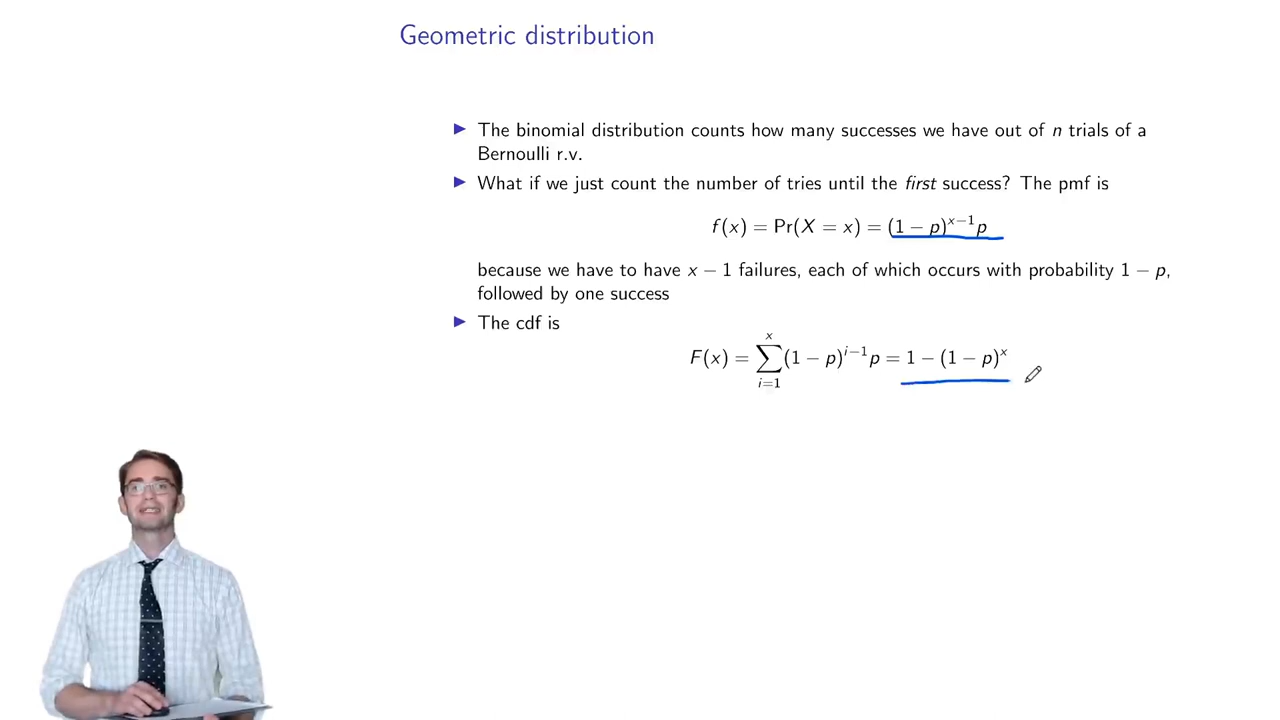 Geometric distribution
▶ The binomial distribution counts how many successes we have out of n trials of a
Bernoulli r.v.
▶ What if we just count the number of tries until the first success? The pmf is
f(x) = Pr(X = x) = (1 − p)^{x−1}p
because we have to have x − 1 failures, each of which occurs with probability 1 − p,
followed by one success
▶ The cdf is
F(x) = \sum_{i=1}^{x} (1 − p)^{i−1}p = 1 − (1 − p)^x